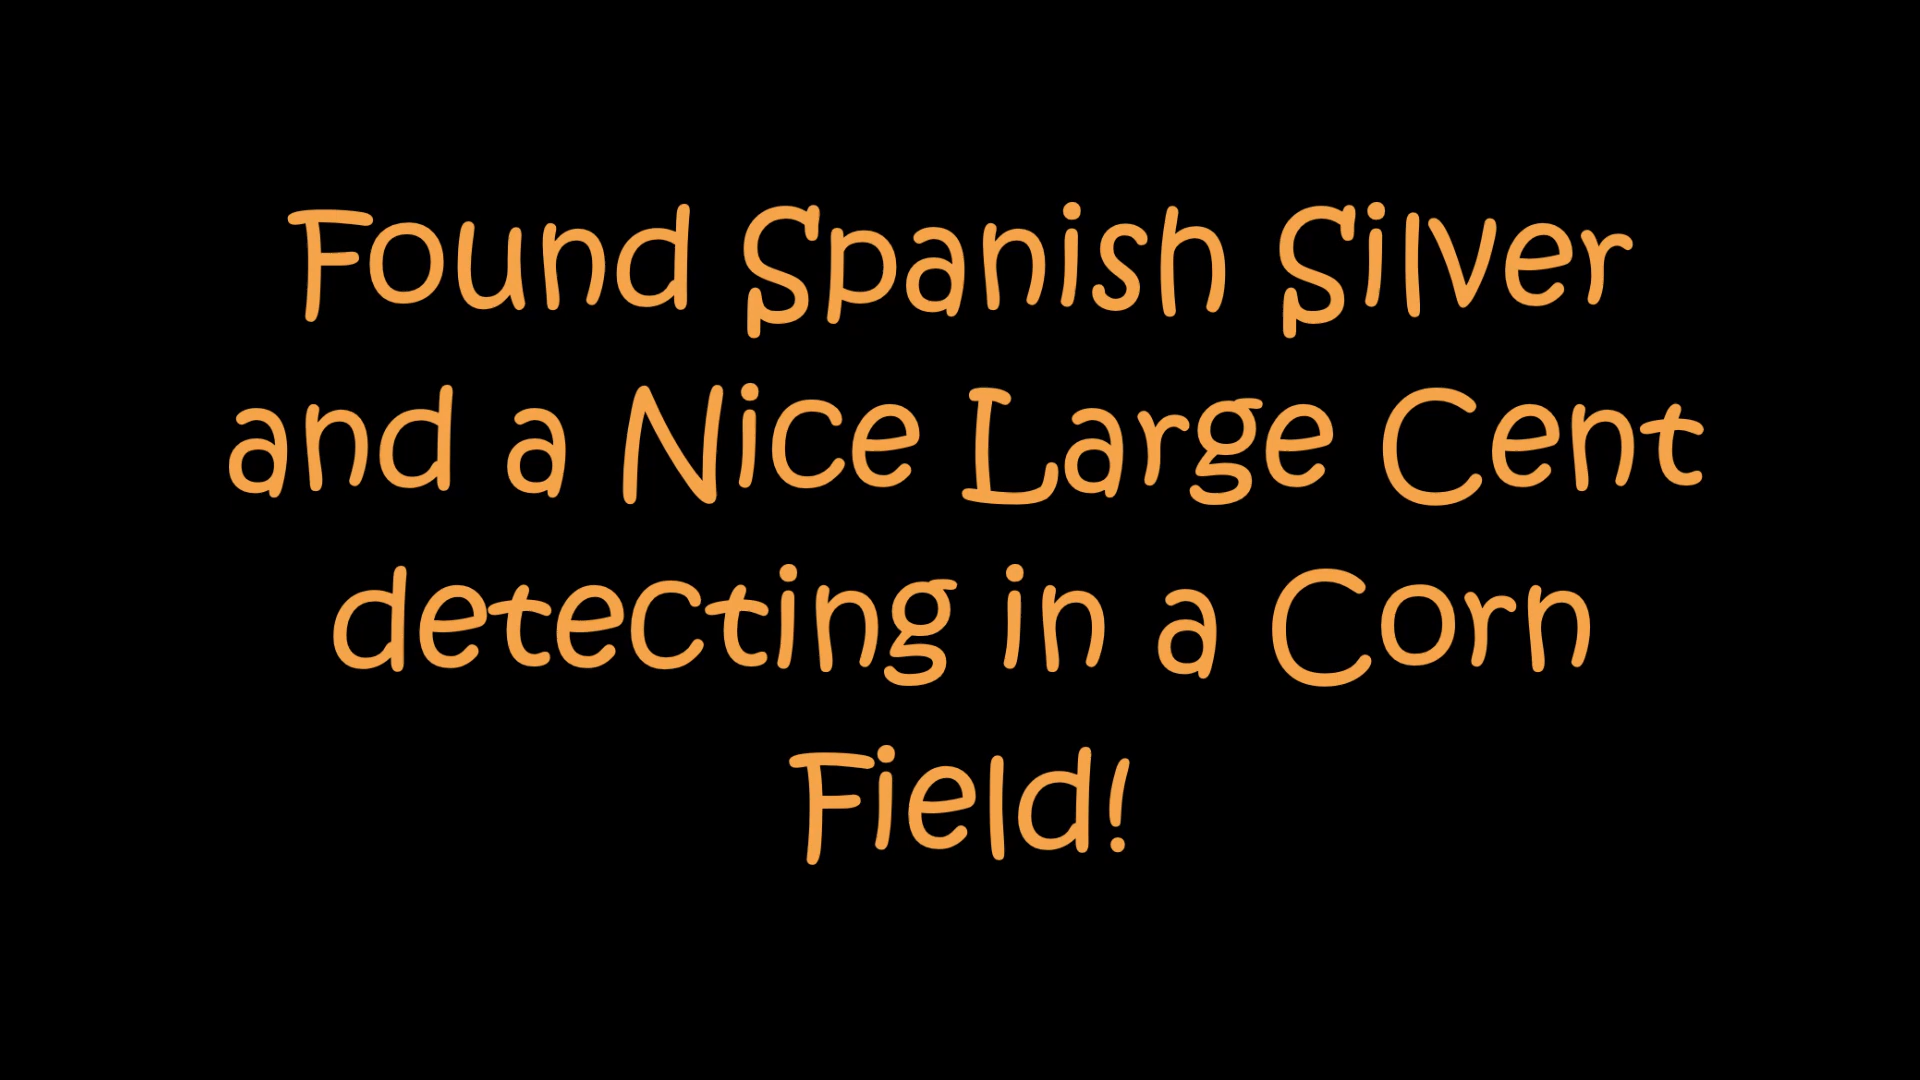 Found Spanish Silver
and a Nice Large Cent
detecting in a Corn
Field!